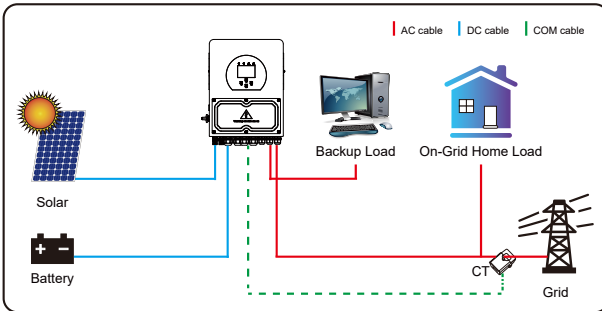 AC cable
DC cable
COM cable
Backup Load
On-Grid Home Load
Solar
Battery
CT
Grid